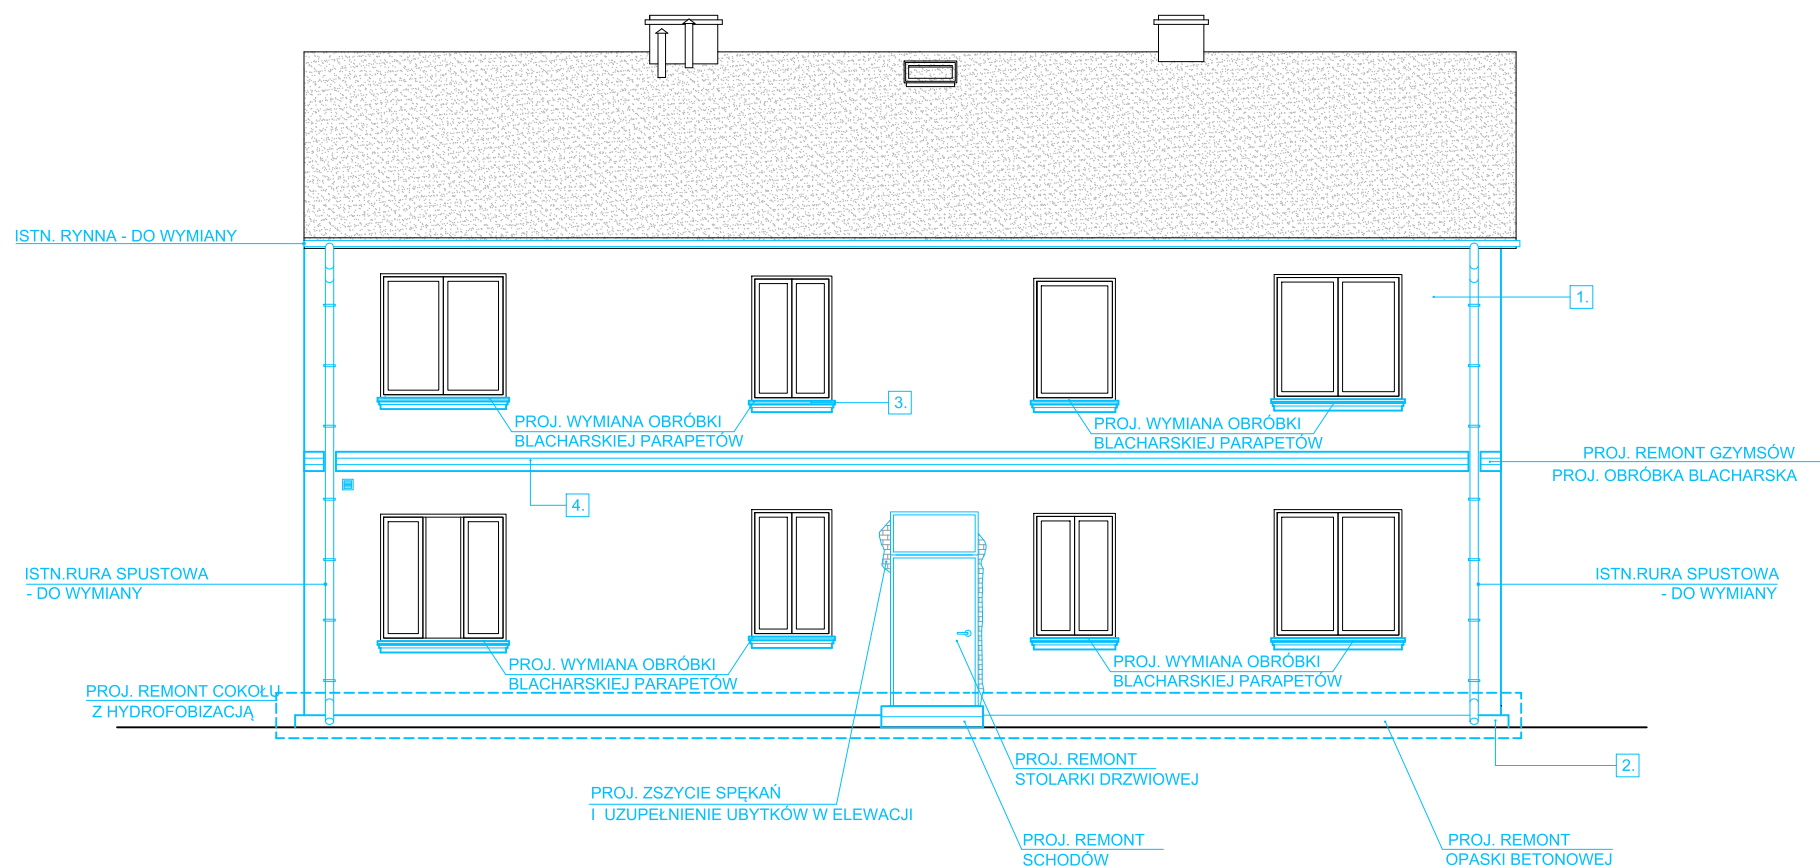 ISTN. RYNNA - DO WYMIANY
1.
3.
PROJ. WYMIANA OBRÓBKI
BLACHARSKIEJ PARAPETÓW
PROJ. WYMIANA OBRÓBKI
BLACHARSKIEJ PARAPETÓW
PROJ. REMONT GZYMSÓW
PROJ. OBRÓBKA BLACHARSKA
4.
ISTN.RURA SPUSTOWA
- DO WYMIANY
ISTN.RURA SPUSTOWA
- DO WYMIANY
PROJ. WYMIANA OBRÓBKI
BLACHARSKIEJ PARAPETÓW
PROJ. WYMIANA OBRÓBKI
BLACHARSKIEJ PARAPETÓW
PROJ. REMONT COKOŁU
Z HYDROFOBIZACJĄ
2.
PROJ. REMONT
STOLARKI DRZWIOWEJ
PROJ. ZSZYCIE SPĘKAŃ
I UZUPEŁNIENIE UBYTKÓW W ELEWACJI
PROJ. REMONT
SCHODÓW
PROJ. REMONT
OPASKI BETONOWEJ